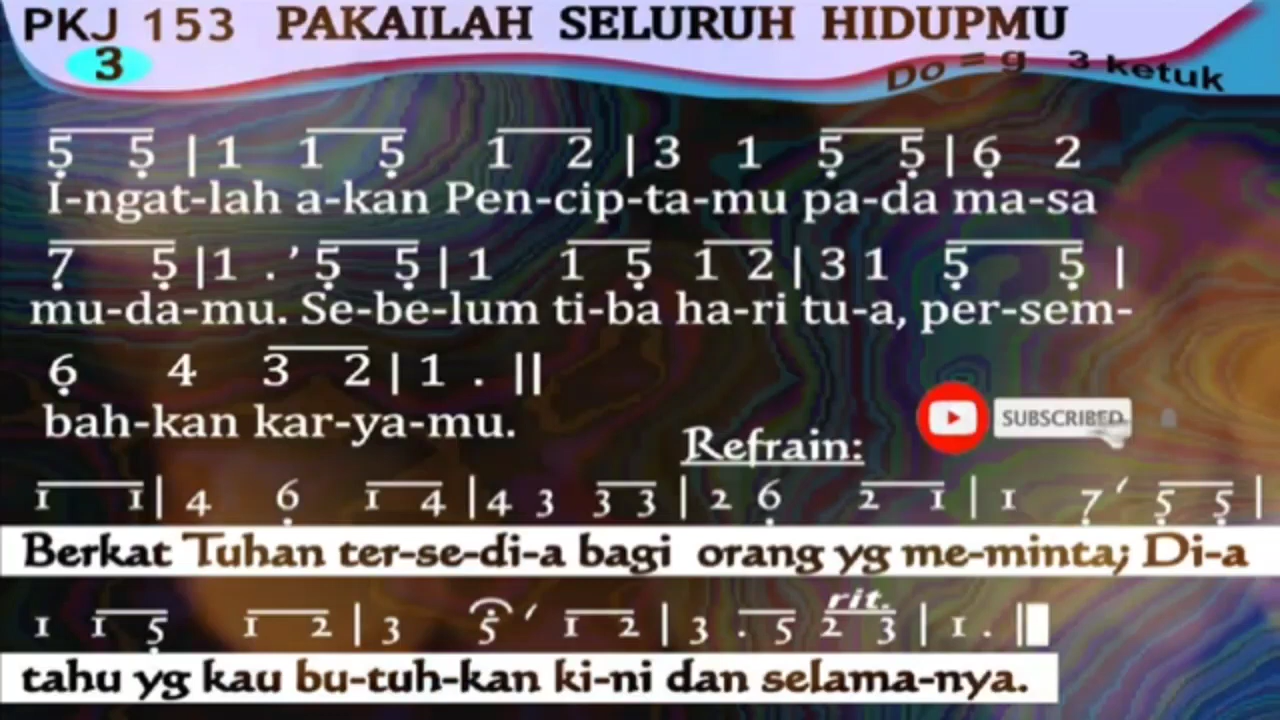 PKJ 153 PAKAILAH SELURUH HIDUPMU
3
Do = g 3 ketuk
5̣ 5̣ | 1 1 5̣ 1 2 | 3 1 5̣ 5̣ | 6̣ 2
I-ngat-lah a-kan Pen-cip-ta-mu pa-da ma-sa
7̣ 5̣ | 1 . ’ 5̣ 5̣ | 1 1 5̣ 1 2 | 3 1 5̣ 5̣ |
mu-da-mu. Se-be-lum ti-ba ha-ri tu-a, per-sem-
6̣ 4 3 2 | 1 . ||
bah-kan kar-ya-mu.
SUBSCRIBED
Refrain:
1 1 | 4 6̣ 1 4 | 4 3 3 3 | 2 6̣ 2 1 | 1 7̣ ’ 5̣ 5̣ |
Berkat Tuhan ter-se-di-a bagi orang yg me-minta; Di-a
rit.
1 1 5̣ 1 2 | 3 5̣ ’ 1 2 | 3 . 5 2 3 | 1 . ||
tahu yg kau bu-tuh-kan ki-ni dan selama-nya.